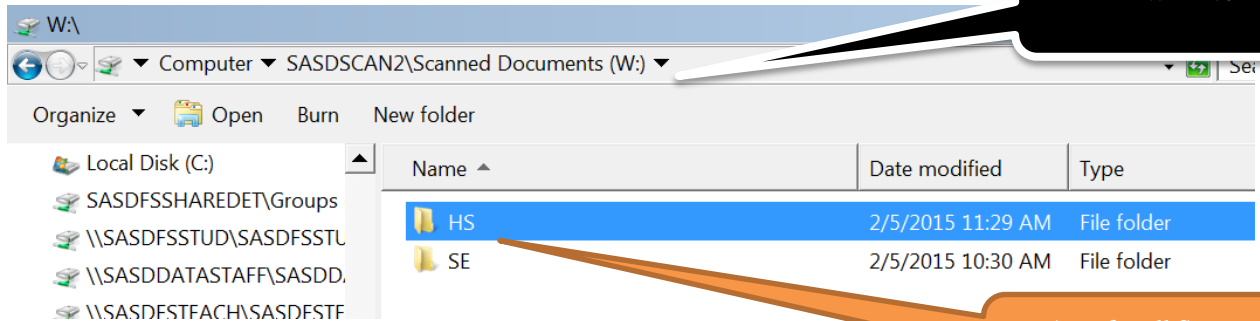 W:\
Computer SASDSCAN2\Scanned Documents (W:)
Organize Open Burn New folder
Local Disk (C:)
Name Date modified Type
SASDFSSHAREDET\Groups
HS 2/5/2015 11:29 AM File folder
\\SASDFSSTUD\SASDFSSTU
SE 2/5/2015 10:30 AM File folder
\\SASDDATASTAFF\SASDD